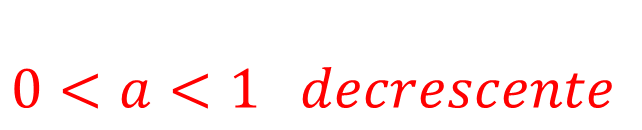 0 < a < 1 decrescente